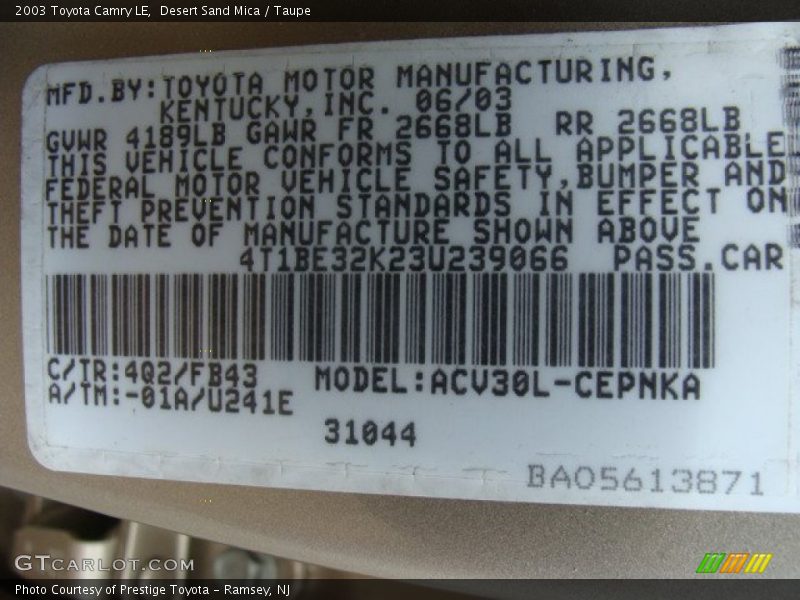 2003 Toyota Camry LE,  Desert Sand Mica / Taupe
MFD.BY:TOYOTA MOTOR MANUFACTURING,
KENTUCKY,INC. 06/03
GVWR 4189LB GAWR FR 2668LB  RR 2668LB
THIS VEHICLE CONFORMS TO ALL APPLICABLE
FEDERAL MOTOR VEHICLE SAFETY,BUMPER AND
THEFT PREVENTION STANDARDS IN EFFECT ON
THE DATE OF MANUFACTURE SHOWN ABOVE
4T1BE32K23U239066  PASS.CAR
C/TR:4Q2/FB43  MODEL:ACV30L-CEPNKA
A/TM:-01A/U241E
31044
BA05613871
GTCARLOT.COM
Photo Courtesy of Prestige Toyota - Ramsey, NJ